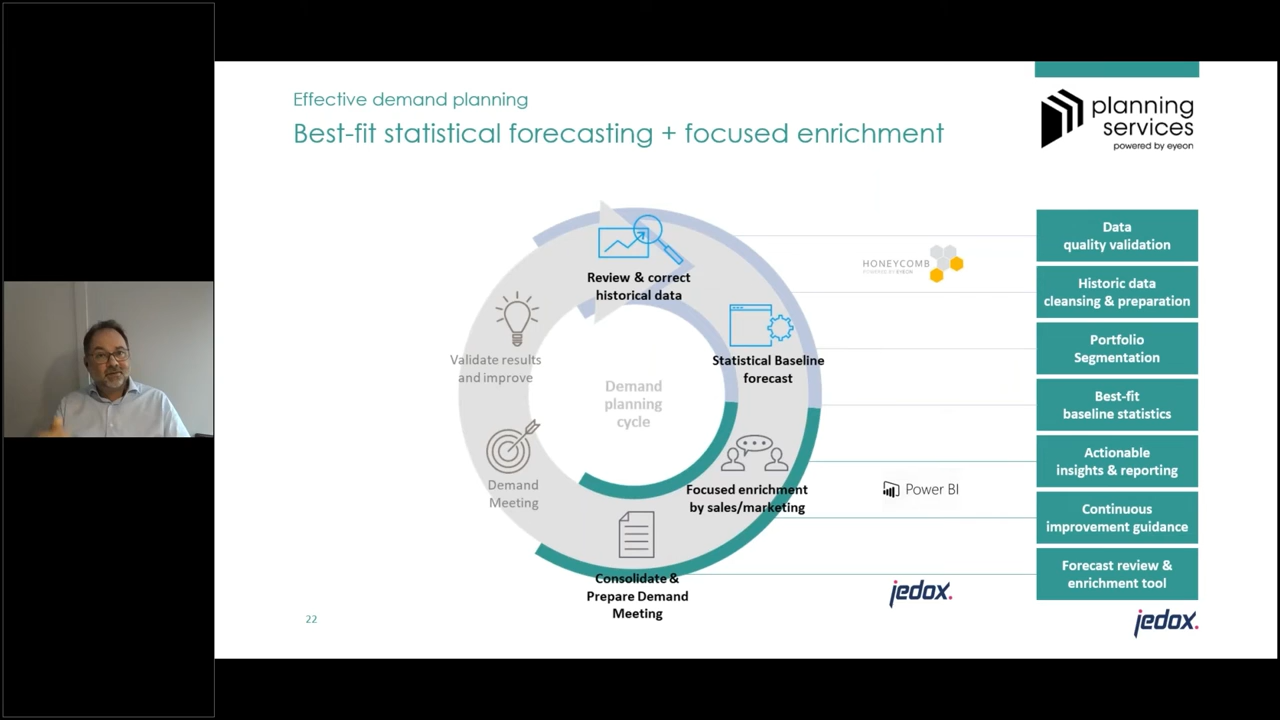 Effective demand planning
Best-fit statistical forecasting + focused enrichment
planning
services
powered by eyeon
Review & correct
historical data
Statistical Baseline
forecast
Focused enrichment
by sales/marketing
Consolidate &
Prepare Demand
Meeting
Demand
Meeting
Validate results
and improve
Demand
planning
cycle
HONEYCOMB
POWERED BY EYEON
Power BI
jedox.
Data
quality validation
Historic data
cleansing & preparation
Portfolio
Segmentation
Best-fit
baseline statistics
Actionable
insights & reporting
Continuous
improvement guidance
Forecast review &
enrichment tool
22
jedox.